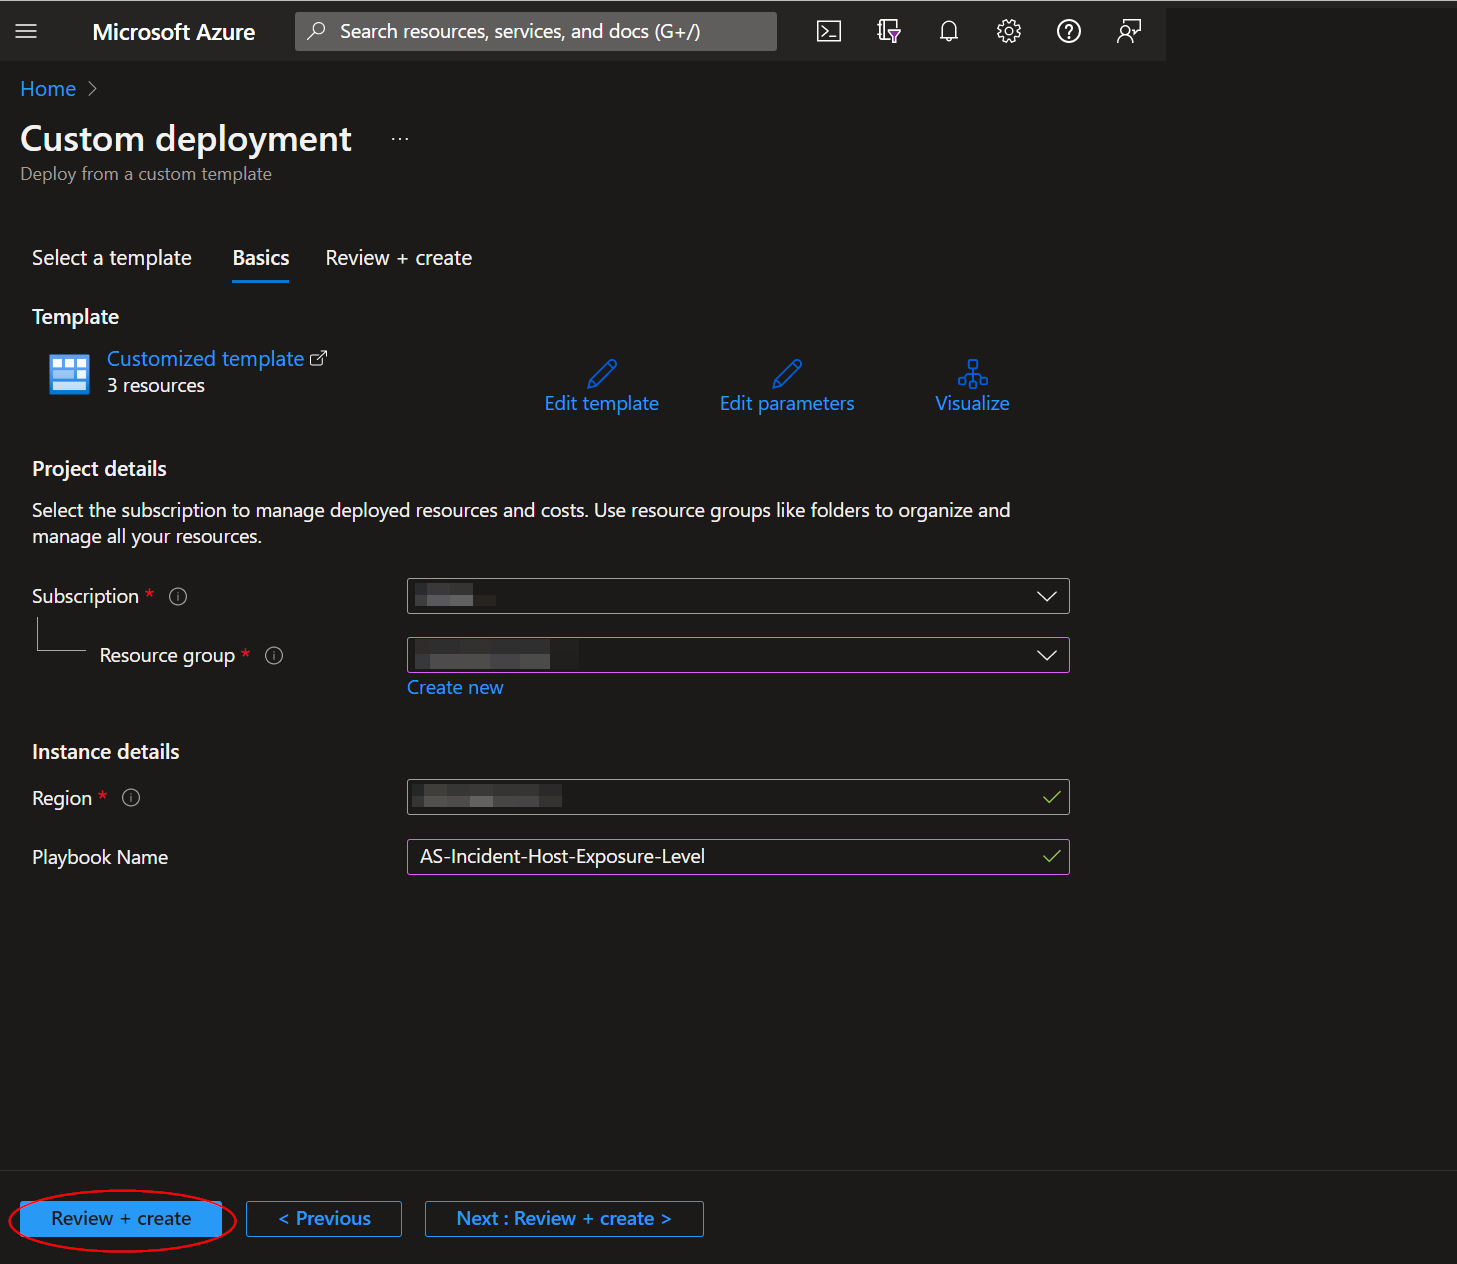 Microsoft Azure
Search resources, services, and docs (G+/)
Home
Custom deployment ...
Deploy from a custom template
Select a template Basics Review + create
Template
Customized template
3 resources
Edit template Edit parameters Visualize
Project details
Select the subscription to manage deployed resources and costs. Use resource groups like folders to organize and
manage all your resources.
Subscription *
Resource group *
Create new
Instance details
Region *
Playbook Name AS-Incident-Host-Exposure-Level
Review + create < Previous Next : Review + create >